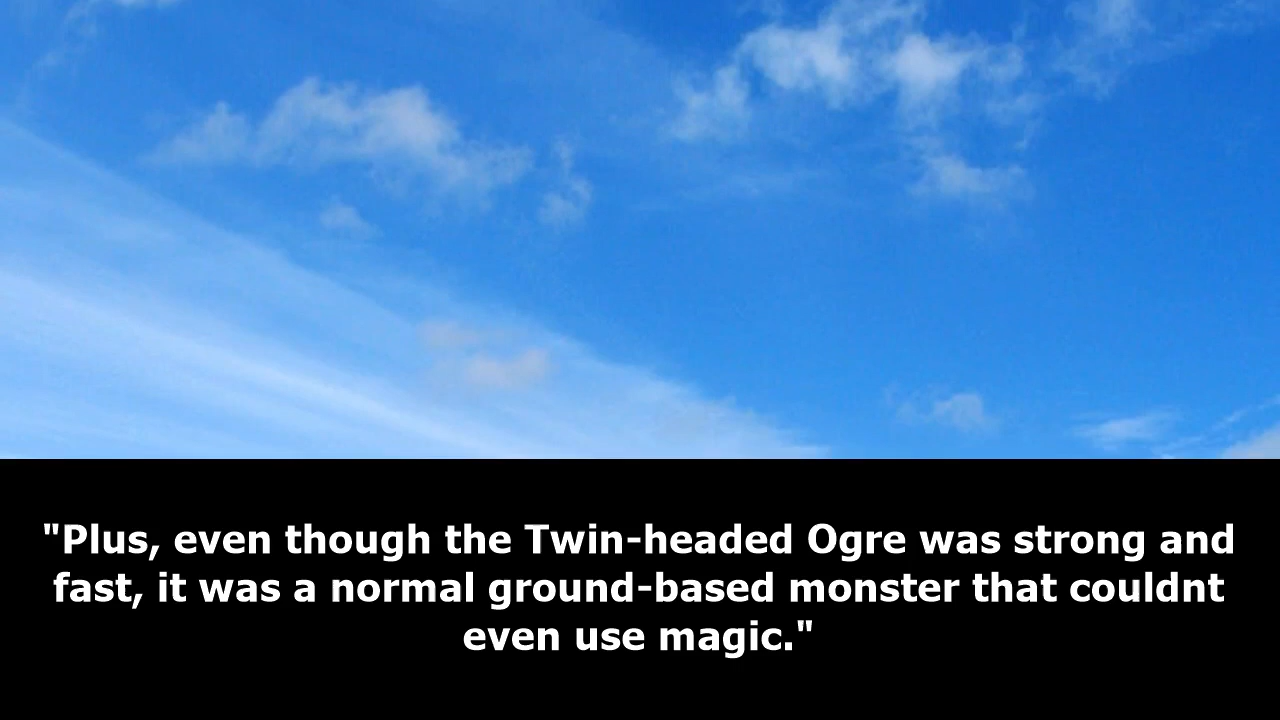 "Plus, even though the Twin-headed Ogre was strong and
fast, it was a normal ground-based monster that couldnt
even use magic."